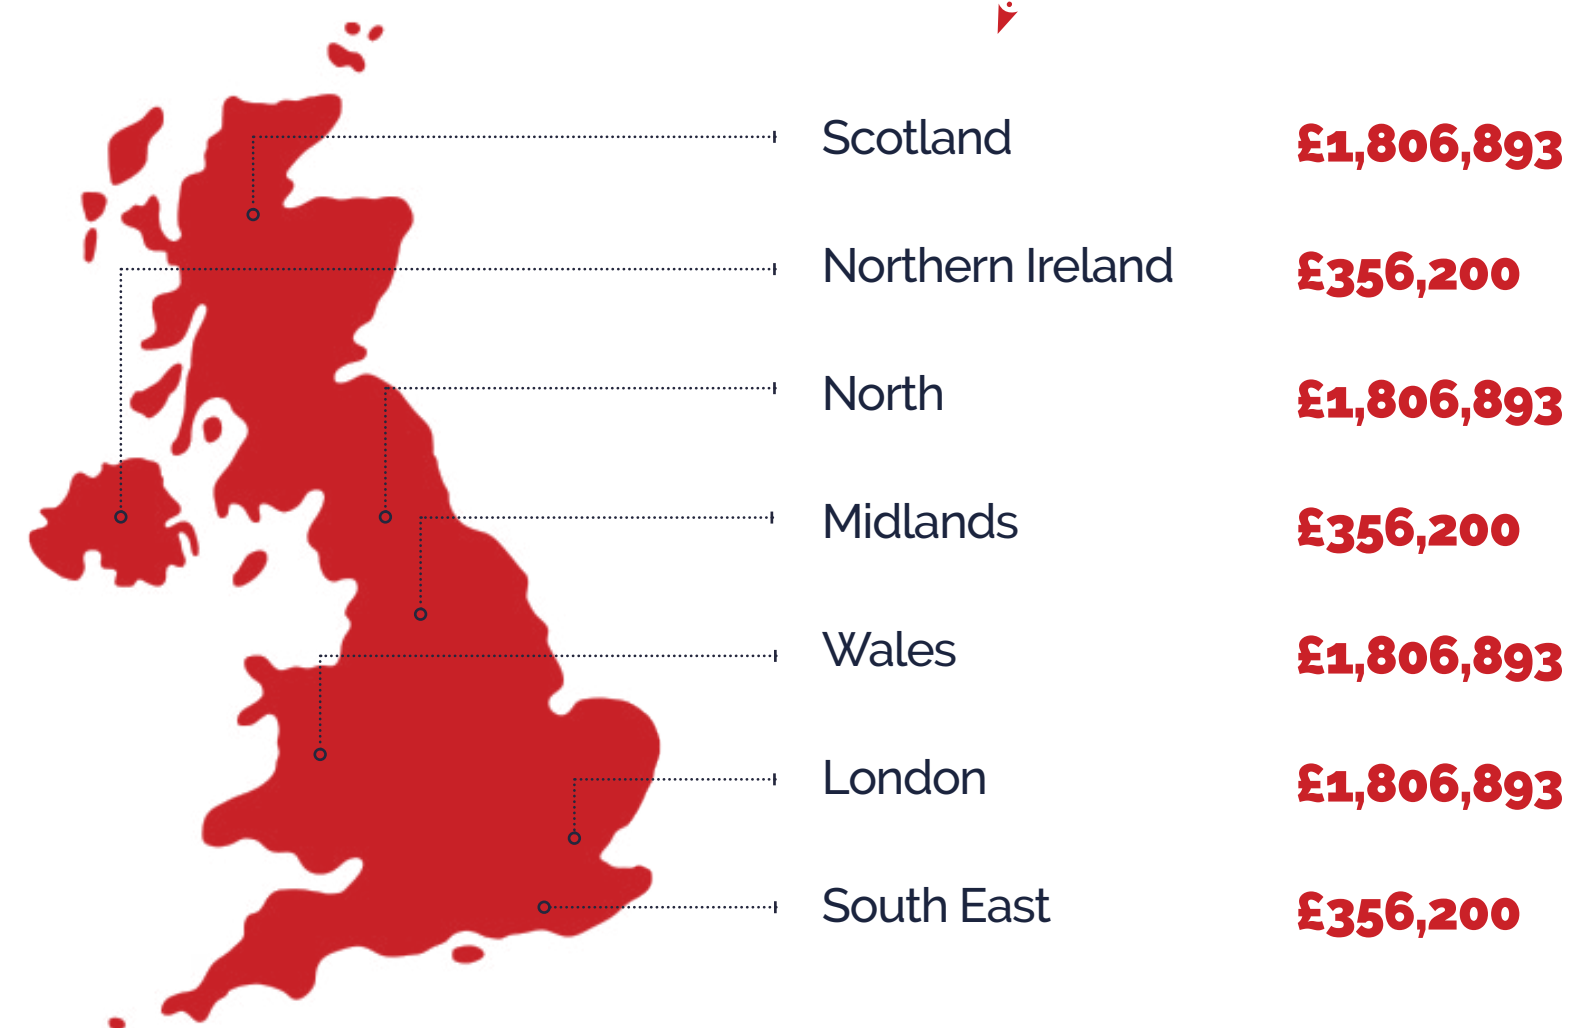 Scotland £1,806,893
Northern Ireland £356,200
North £1,806,893
Midlands £356,200
Wales £1,806,893
London £1,806,893
South East £356,200